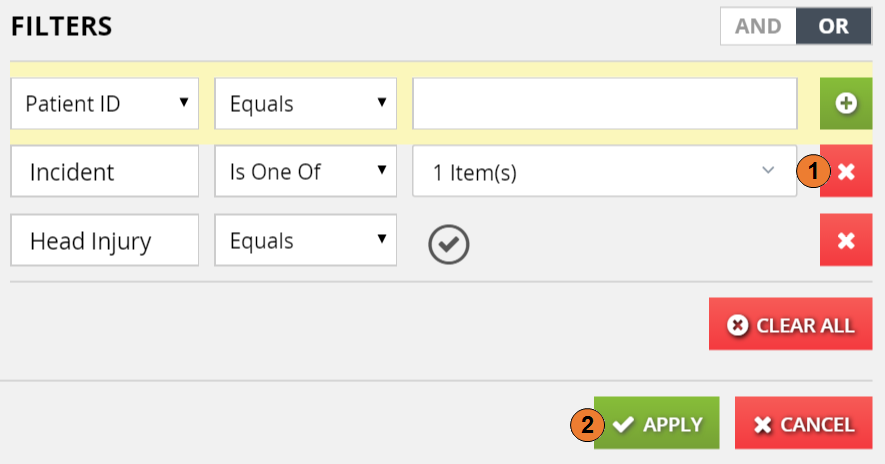 FILTERS
AND OR
Patient ID Equals
Incident Is One Of 1 Item(s) 1
Head Injury Equals
CLEAR ALL
2 APPLY CANCEL